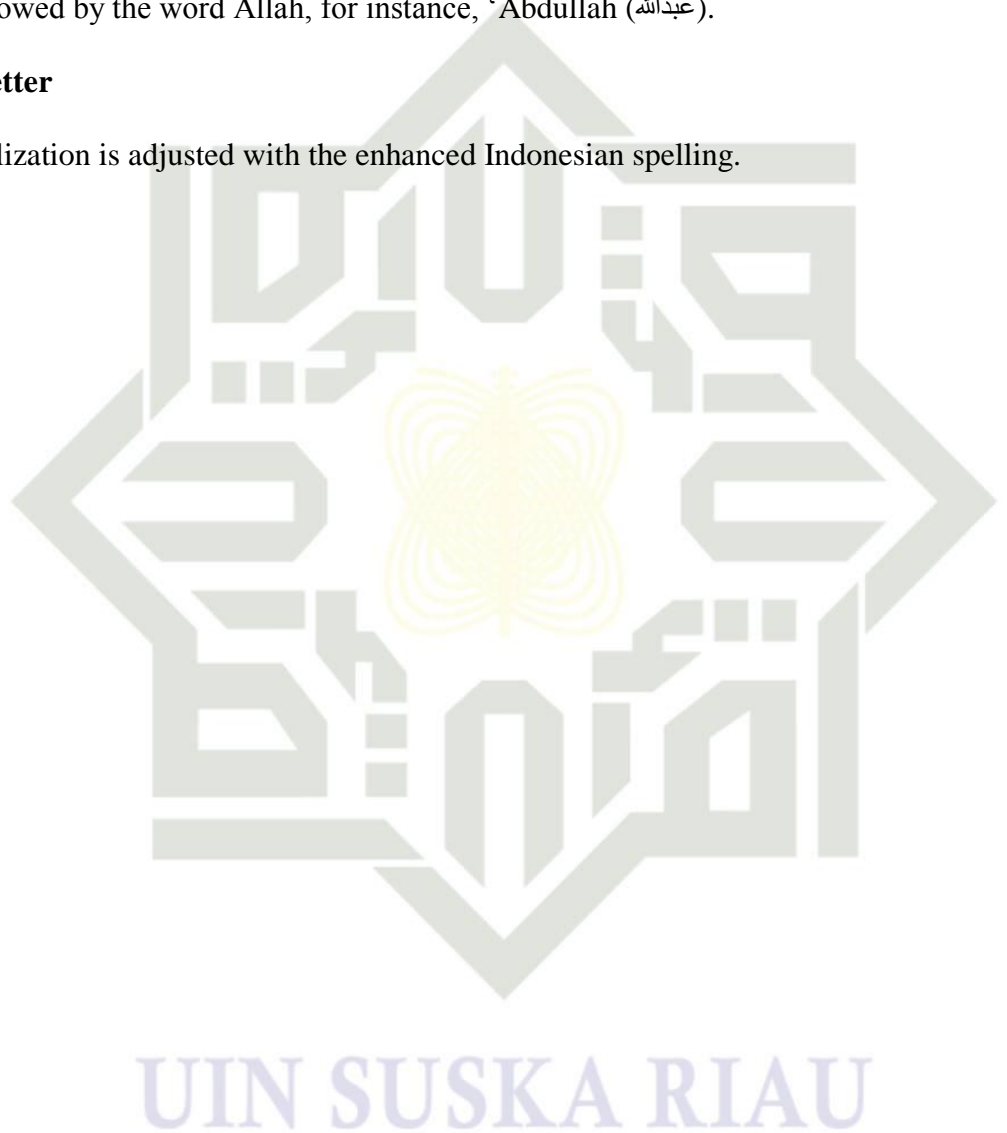 owed by the word Allah, for instance, ‘Abdullah (عبدالله).
etter
lization is adjusted with the enhanced Indonesian spelling.
UIN SUSKA RIAU